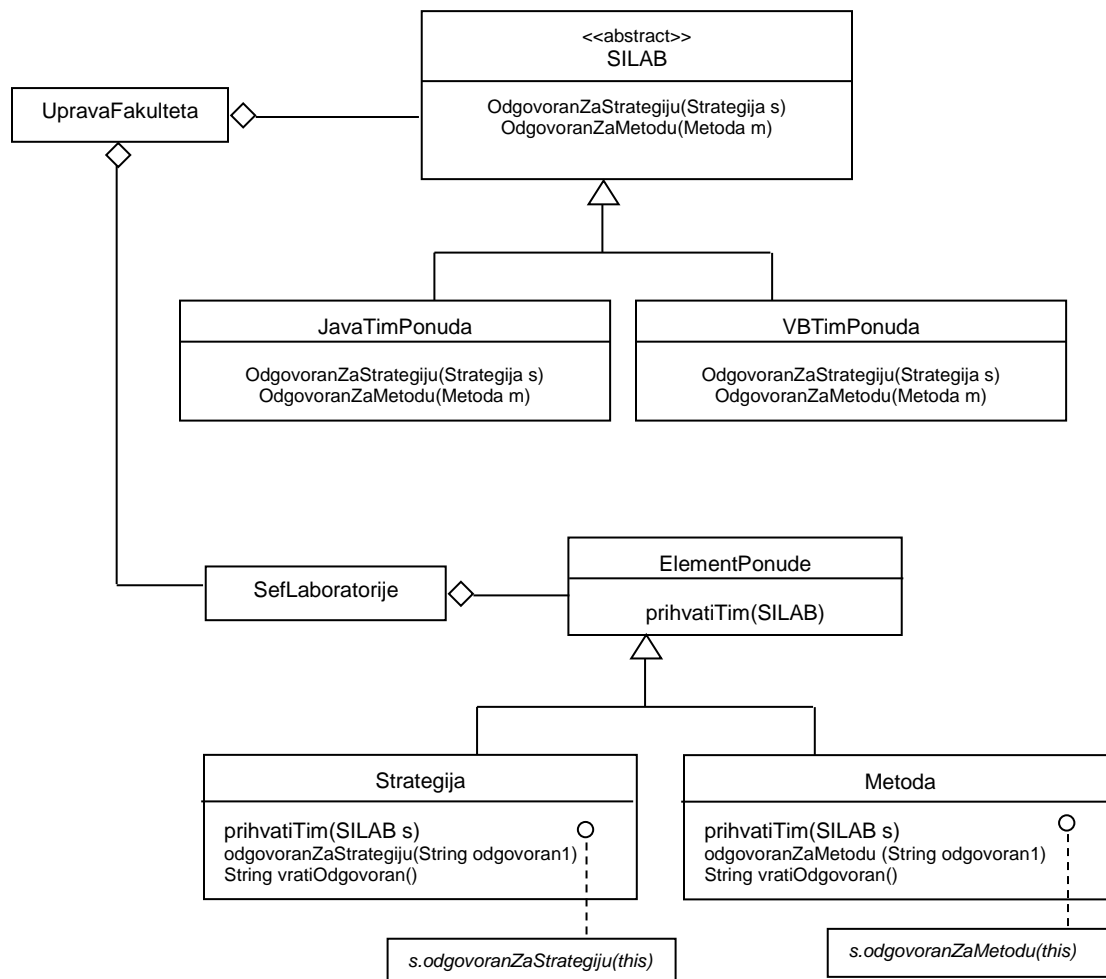 <<abstract>>
SILAB
OdgovoranZaStrategiju(Strategija s)
OdgovoranZaMetodu(Metoda m)
UpravaFakulteta
JavaTimPonuda
OdgovoranZaStrategiju(Strategija s)
OdgovoranZaMetodu(Metoda m)
VBTimPonuda
OdgovoranZaStrategiju(Strategija s)
OdgovoranZaMetodu(Metoda m)
SefLaboratorije
ElementPonude
prihvatiTim(SILAB)
Strategija
prihvatiTim(SILAB s)
odgovoranZaStrategiju(String odgovoran1)
String vratiOdgovoran()
s.odgovoranZaStrategiju(this)
Metoda
prihvatiTim(SILAB s)
odgovoranZaMetodu (String odgovoran1)
String vratiOdgovoran()
s.odgovoranZaMetodu(this)